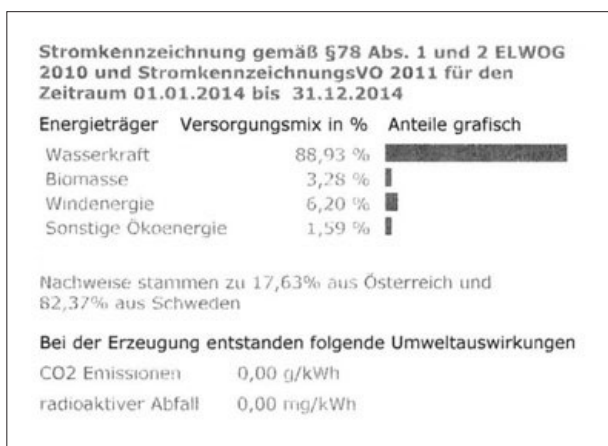 Stromkennzeichnung gemäß §78 Abs. 1 und 2 ELWOG
2010 und StromkennzeichnungsVO 2011 für den
Zeitraum 01.01.2014 bis 31.12.2014
Energieträger Versorgungsmix in % Anteile grafisch
Wasserkraft 88,93 %
Biomasse 3,28 %
Windenergie 6,20 %
Sonstige Ökoenergie 1,59 %
Nachweise stammen zu 17,63% aus Österreich und
82,37% aus Schweden
Bei der Erzeugung entstanden folgende Umweltauswirkungen
CO2 Emissionen 0,00 g/kWh
radioaktiver Abfall 0,00 mg/kWh